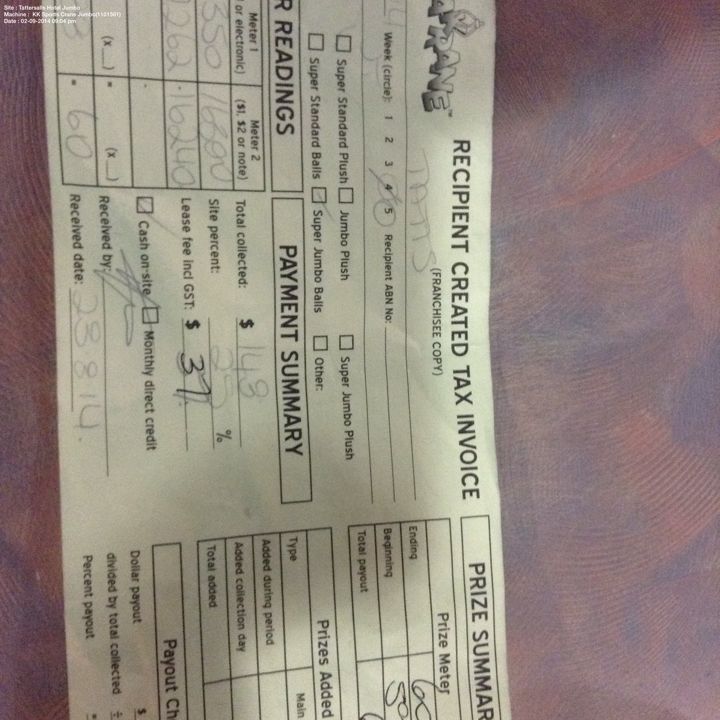 Site : Tattersalls Hotel Jumbo
Machine : KK Sports Crane Jumbo(1101561)
Date : 02-09-2014 09:04 pm
RECIPIENT CREATED TAX INVOICE
(FRANCHISEE COPY)
TATTS
Week (circle): 1 2 3 4 5 Recipient ABN No:
Super Standard Plush Jumbo Plush Super Jumbo Plush
Super Standard Balls Super Jumbo Balls Other:
R READINGS
Meter 1 Meter 2
or electronic) ($1, $2 or note)
350 16300
162 16240
60
(x __) (x __)
PAYMENT SUMMARY
Total collected: $ 148
Site percent: 25 %
Lease fee incl GST: $ 37
Cash on-site Monthly direct credit
Received by:
Received date: 28 8 14
PRIZE SUMMAR
Prize Meter
Ending
Beginning
Total payout
Prizes Added
Type Main
Added during period
Added collection day
Total added
Payout Ch
Dollar payout $
divided by total collected ÷
Percent payout